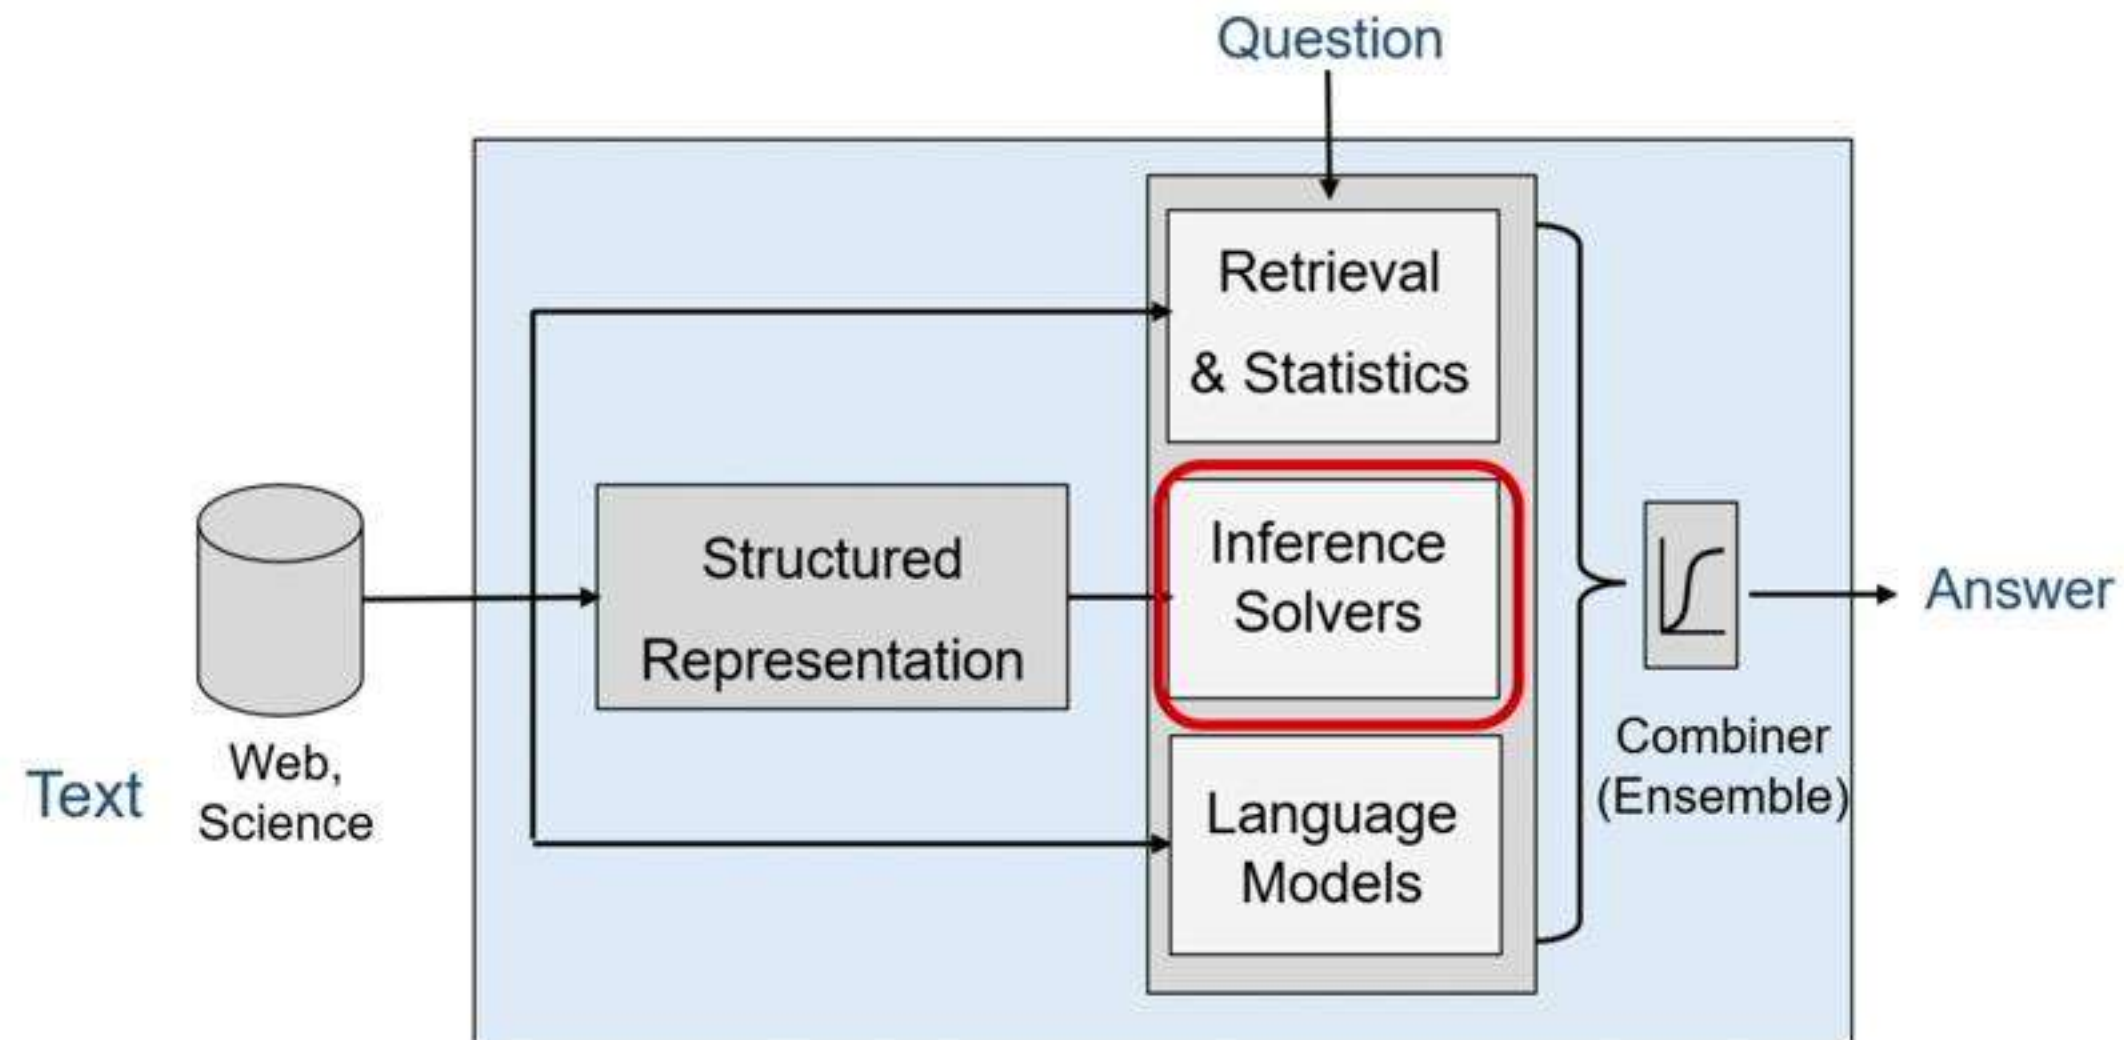 Question
Retrieval
& Statistics
Structured
Representation
Inference
Solvers
Language
Models
Text
Web,
Science
Combiner
(Ensemble)
Answer